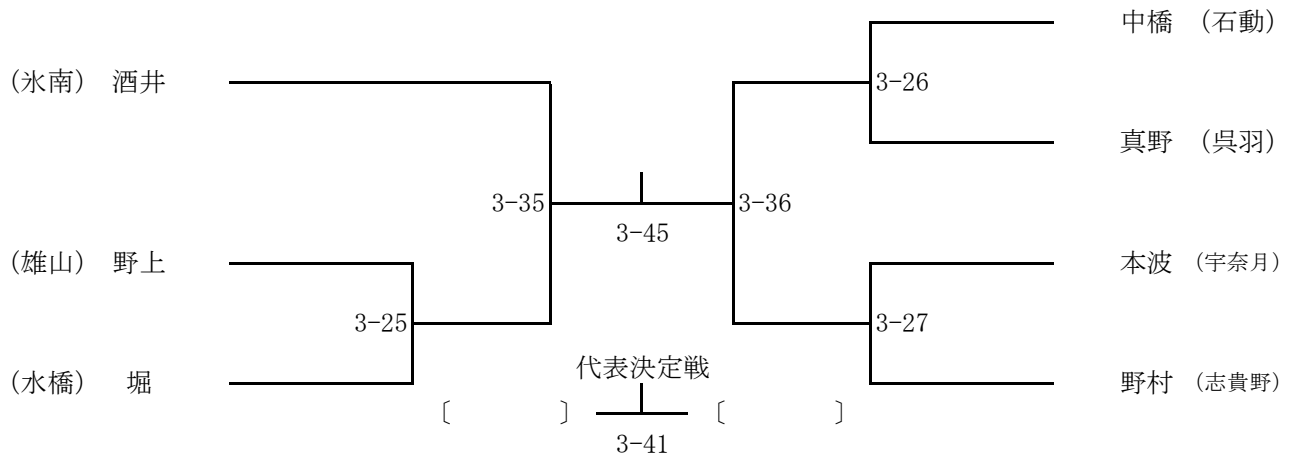 中橋 （石動）
（氷南） 酒井
3-26
真野 （呉羽）
3-35
3-36
3-45
（雄山） 野上
本波 （宇奈月）
3-25
3-27
代表決定戦
（水橋） 堀
野村 （志貴野）
〔 〕 〔 〕
3-41